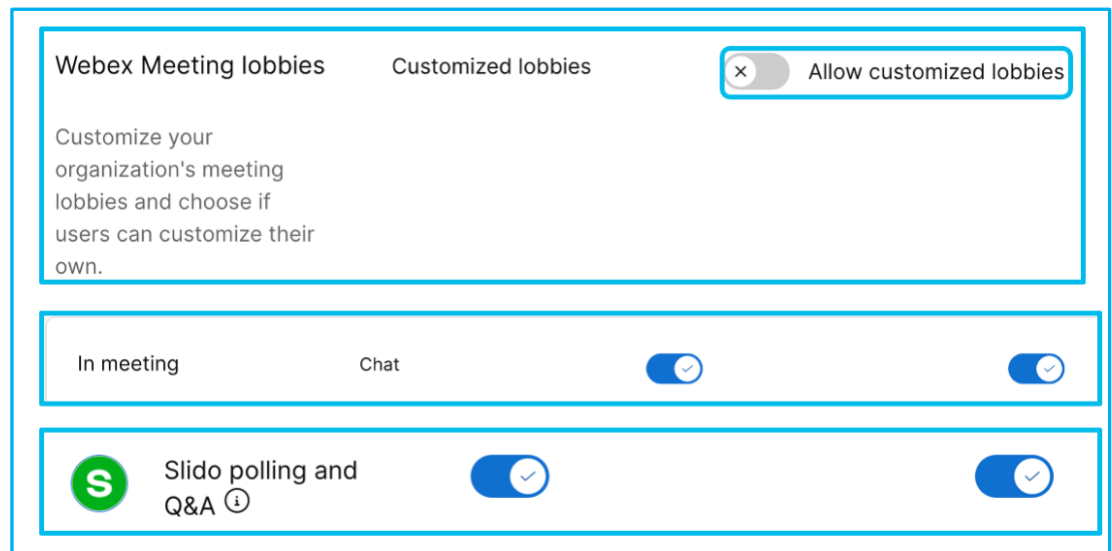 Webex Meeting lobbies
Customized lobbies
Allow customized lobbies
Customize your
organization's meeting
lobbies and choose if
users can customize their
own.
In meeting
Chat
S
Slido polling and
Q&A